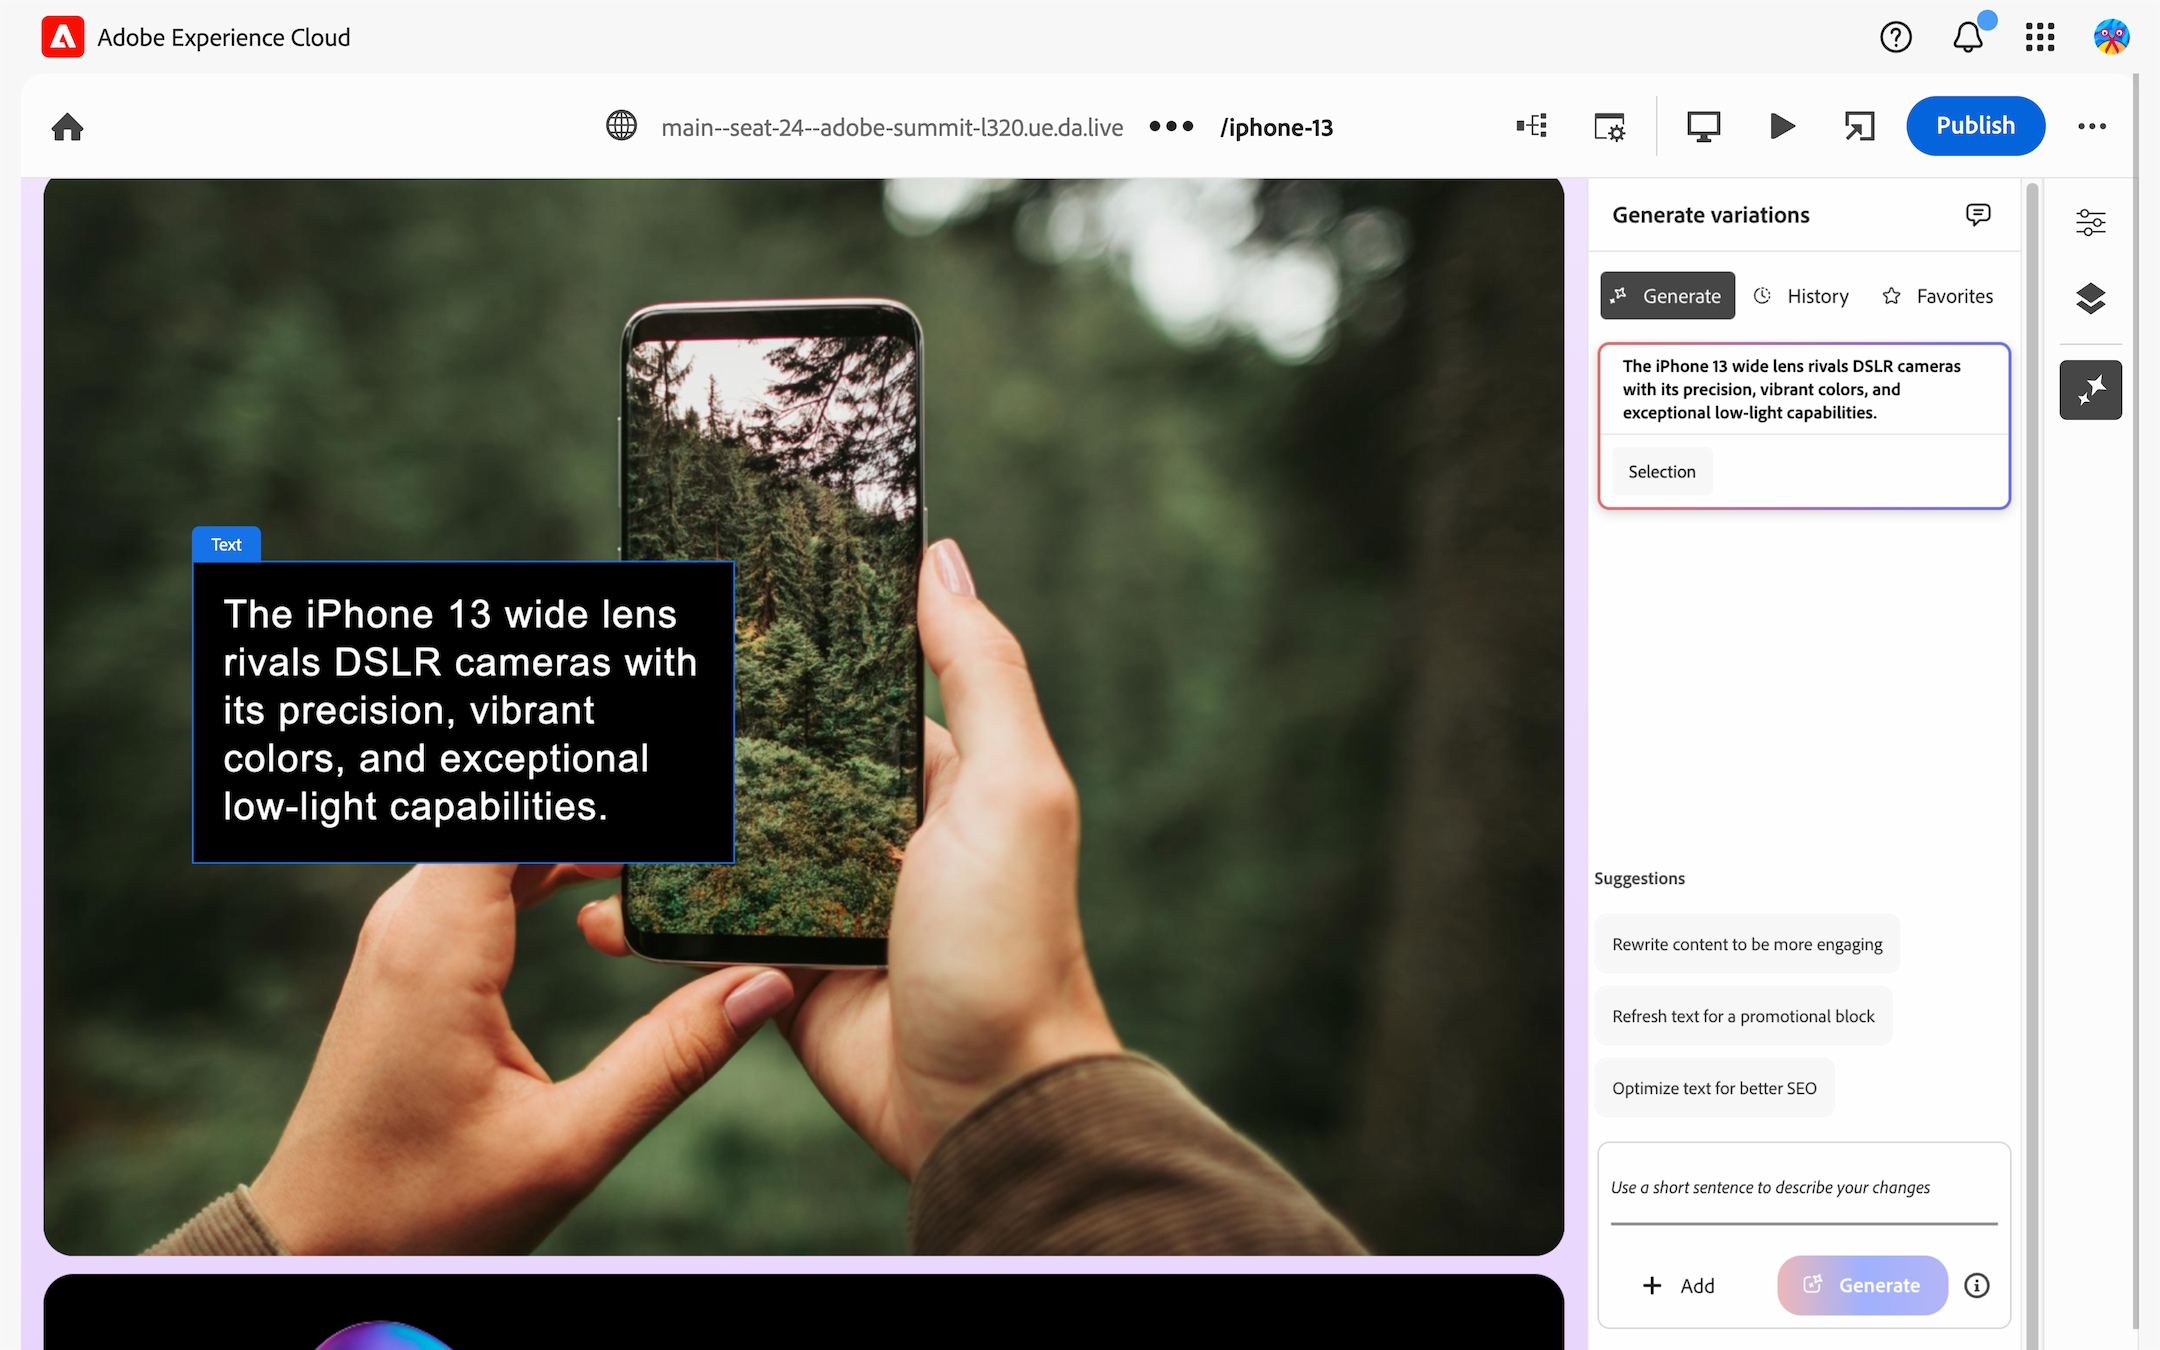 Adobe Experience Cloud
main--seat-24--adobe-summit-l320.ue.da.live ••• /iphone-13
Publish
Generate variations
Generate
History
Favorites
The iPhone 13 wide lens rivals DSLR cameras
with its precision, vibrant colors, and
exceptional low-light capabilities.
Selection
Text
The iPhone 13 wide lens
rivals DSLR cameras with
its precision, vibrant
colors, and exceptional
low-light capabilities.
Suggestions
Rewrite content to be more engaging
Refresh text for a promotional block
Optimize text for better SEO
Use a short sentence to describe your changes
+ Add
Generate